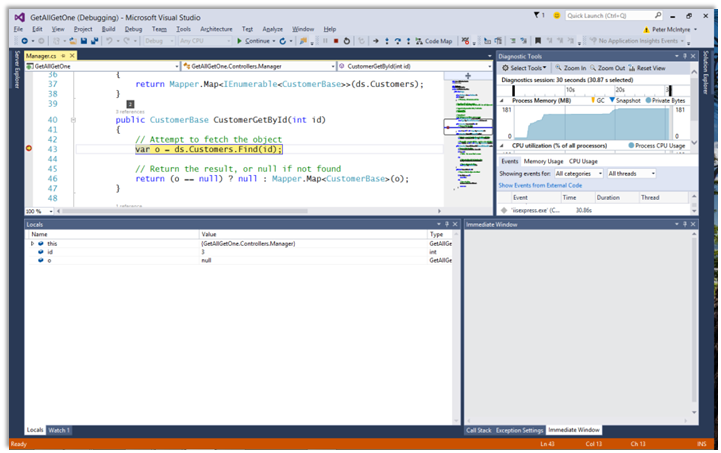 GetAllGetOne (Debugging) - Microsoft Visual Studio
1
Quick Launch (Ctrl+Q)
File Edit View Project Build Debug Team Tools Architecture Test Analyze Window Help
Peter McIntyre
Debug Any CPU Continue Code Map No Application Insights Events
Server Explorer
Manager.cs
GetAllGetOne GetAllGetOne.Controllers.Manager CustomerGetById(int id)
36 {
37 return Mapper.Map<IEnumerable<CustomerBase>>(ds.Customers);
38 }
39
3 references
40 public CustomerBase CustomerGetById(int id)
41 {
42 // Attempt to fetch the object
43 var o = ds.Customers.Find(id);
44
45 // Return the result, or null if not found
46 return (o == null) ? null : Mapper.Map<CustomerBase>(o);
47 }
48
1 reference
100 %
Diagnostic Tools
Select Tools Zoom In Zoom Out Reset View
Diagnostics session: 30 seconds (30.87 s selected)
10s 20s
Process Memory (MB) GC Snapshot Private Bytes
181 181
0 0
CPU utilization (% of all processors) Process CPU Usage
Events Memory Usage CPU Usage
Showing events for: All categories All threads
Show Events from External Code
Event Time Duration Thread
'iisexpress.exe' (C... 30.86s
Solution Explorer
Locals
Name Value Type
this {GetAllGetOne.Controllers.Manager} GetAllGe
id 3 int
o null GetAllGe
Locals Watch 1
Immediate Window
Call Stack Exception Settings Immediate Window
Ready Ln 43 Col 13 Ch 13 INS